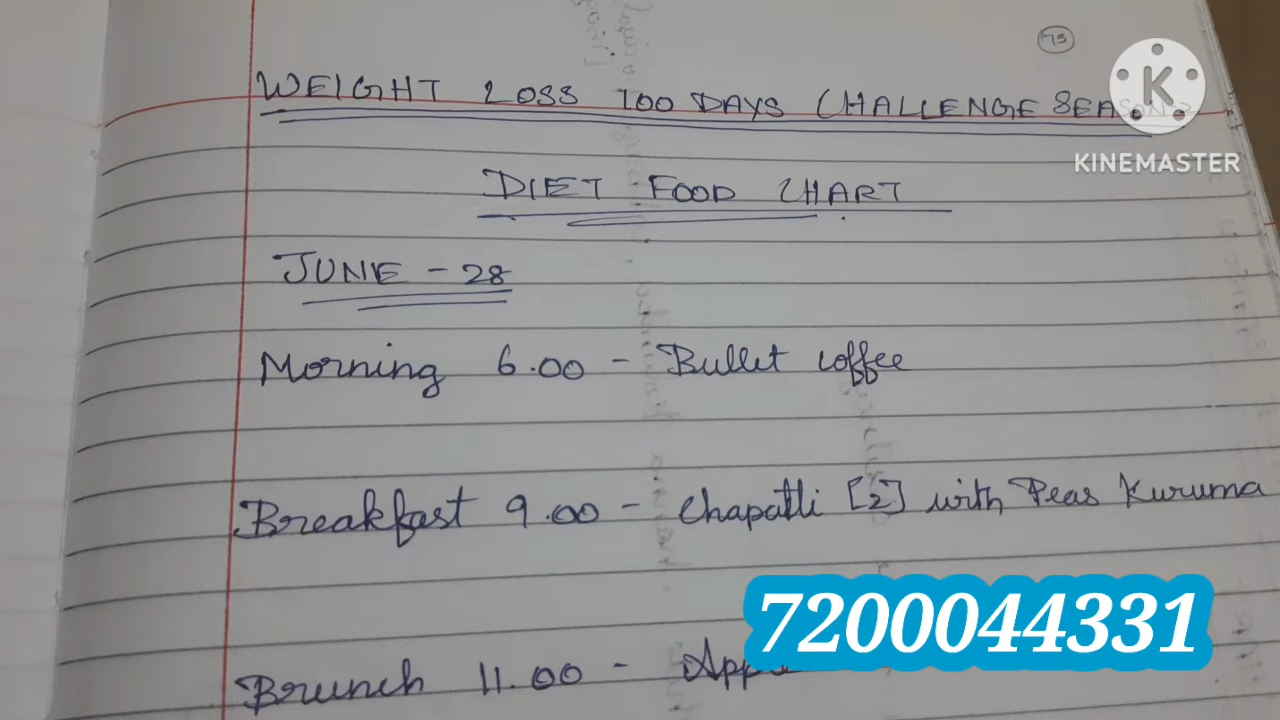 75
WEIGHT LOSS 100 DAYS CHALLENGE SEASON
KINEMASTER
DIET FOOD CHART
JUNE - 28
Morning 6.00 - Bullet coffee
Breakfast 9.00 - Chapatti [2] with Peas Kuruma
7200044331
Brunch 11.00 -